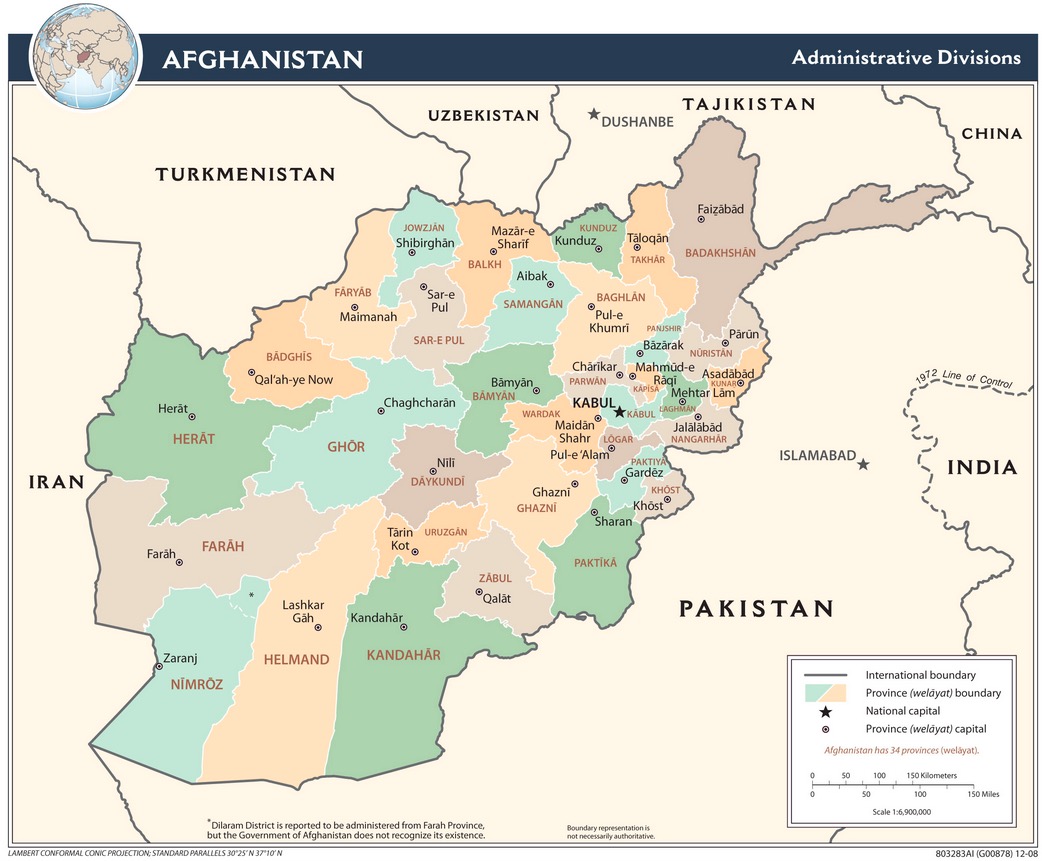 AFGHANISTAN
Administrative Divisions
UZBEKISTAN
DUSHANBE
TAJIKISTAN
CHINA
TURKMENISTAN
Faiẕābād
BADAKHSHĀN
JOWZJĀN
Shibirghān
Mazār-e
Sharīf
BALKH
KUNDUZ
Kunduz
Tāloqān
TAKHĀR
FĀRYĀB
Maimanah
Sar-e
Pul
SAR-E PUL
Aibak
SAMANGĀN
BAGHLĀN
Pul-e
Khumrī
PANJSHIR
Bāzārak
Pārūn
NŪRISTĀN
BĀDGHĪS
Qal‘ah-ye Now
Chārīkar
PARWĀN
Mahmūd-e
Rāqī
KĀPĪSĀ
Asadābād
KUNAR
Mehtar Lām
LAGHMĀN
1972 Line of Control
Herāt
HERĀT
Chaghcharān
GHŌR
Bāmyān
BĀMYĀN
WARDAK
Maidān
Shahr
KABUL
KĀBUL
Jalālābād
NANGARHĀR
LŌGAR
Pul-e ‘Alam
PAKTIYĀ
Gardēz
KHŌST
Khōst
ISLAMABAD
INDIA
IRAN
Nīlī
DĀYKUNDĪ
Ghaznī
GHAZNĪ
Sharan
PAKTĪKĀ
Farāh
FARĀH
Tārin
Kot
URUZGĀN
ZĀBUL
Qalāt
*
Lashkar
Gāh
HELMAND
Kandahār
KANDAHĀR
Zaranj
NĪMRŌZ
PAKISTAN
International boundary
Province (welāyat) boundary
National capital
Province (welāyat) capital
Afghanistan has 34 provinces (welāyat).
0 50 100 150 Kilometers
0 50 100 150 Miles
Scale 1:6,900,000
*Dilaram District is reported to be administered from Farah Province,
but the Government of Afghanistan does not recognize its existence.
Boundary representation is
not necessarily authoritative.
LAMBERT CONFORMAL CONIC PROJECTION; STANDARD PARALLELS 30°25' N 37°10' N
803283AI (G00878) 12-08